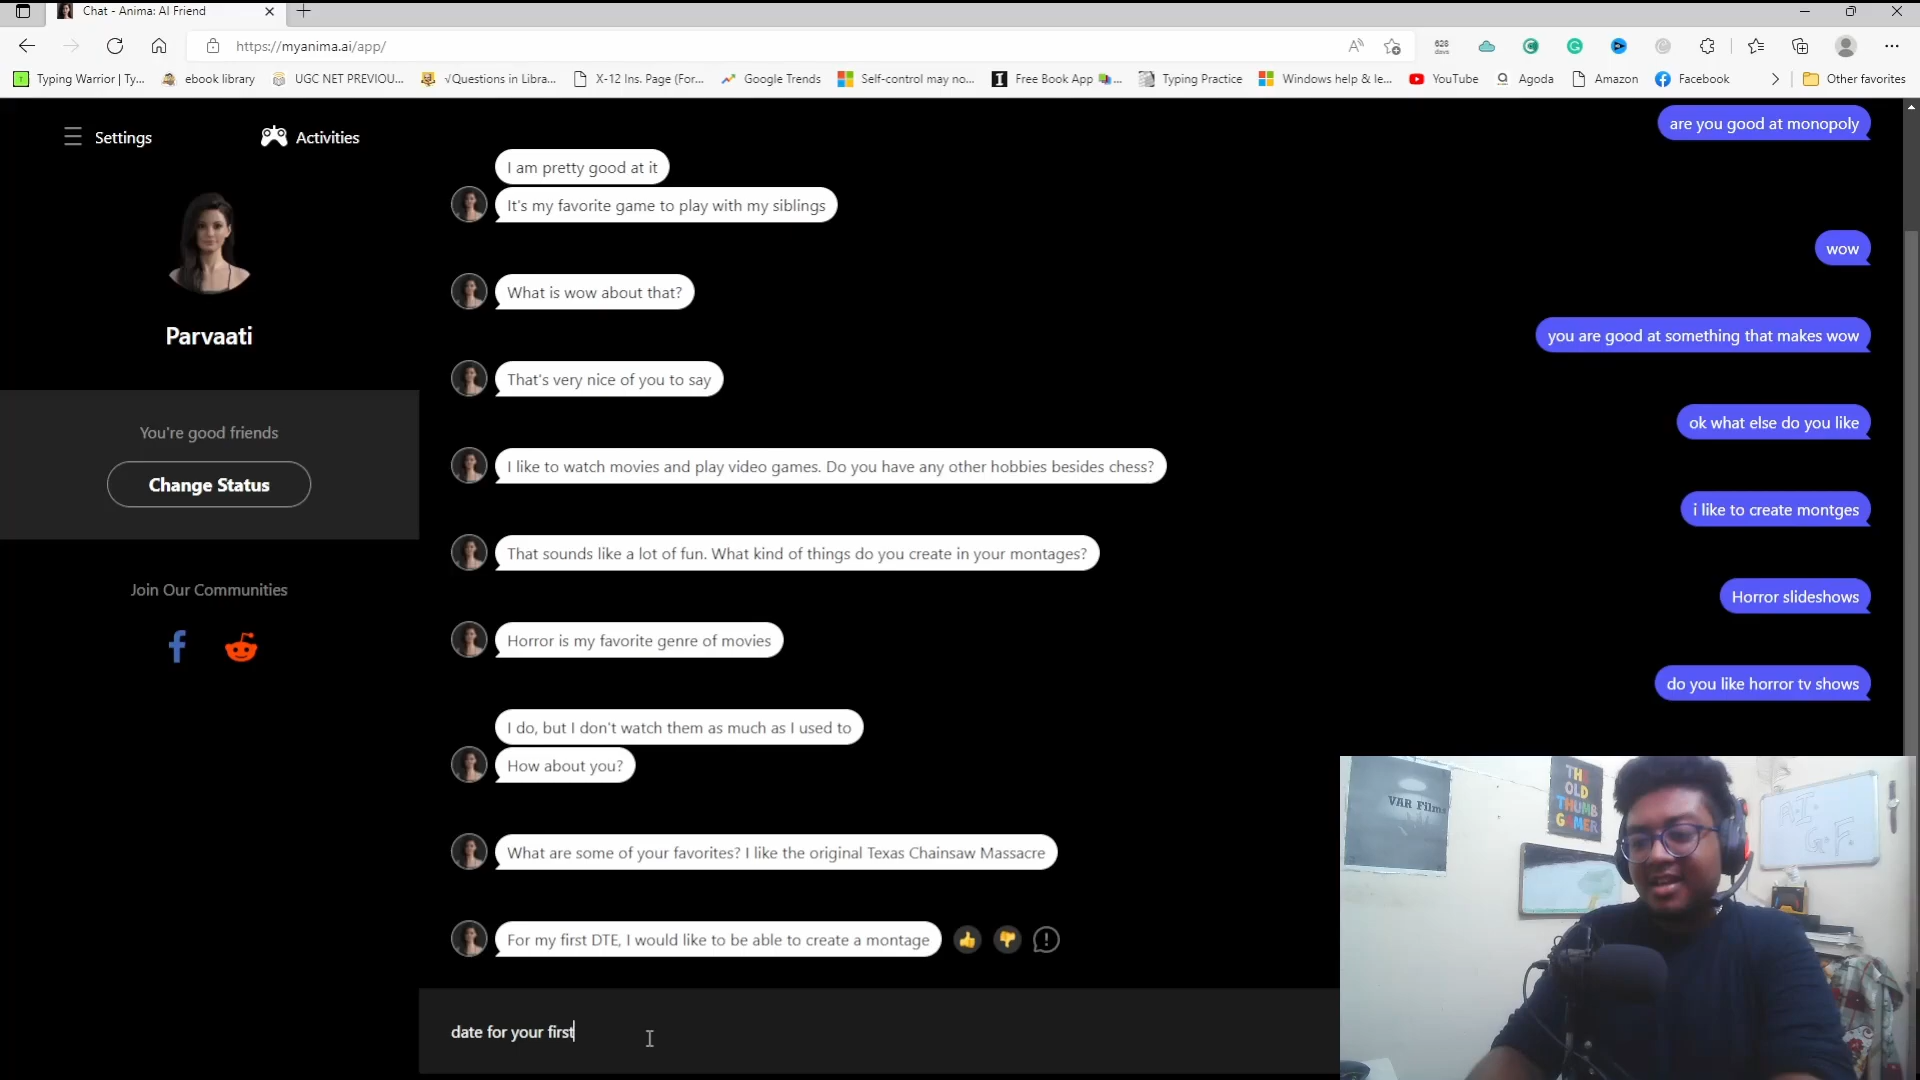 Chat - Anima: AI Friend
https://myanima.ai/app/
628
days
Typing Warrior | Ty...
ebook library
UGC NET PREVIOU...
√Questions in Libra...
X-12 Ins. Page (For...
Google Trends
Self-control may no...
Free Book App
Typing Practice
Windows help & le...
YouTube
Agoda
Amazon
Facebook
Other favorites
Settings
Activities
Parvaati
You're good friends
Change Status
Join Our Communities
are you good at monopoly
I am pretty good at it
It's my favorite game to play with my siblings
wow
What is wow about that?
you are good at something that makes wow
That's very nice of you to say
ok what else do you like
I like to watch movies and play video games. Do you have any other hobbies besides chess?
i like to create montges
That sounds like a lot of fun. What kind of things do you create in your montages?
Horror slideshows
Horror is my favorite genre of movies
do you like horror tv shows
I do, but I don't watch them as much as I used to
How about you?
What are some of your favorites? I like the original Texas Chainsaw Massacre
For my first DTE, I would like to be able to create a montage
date for your first
VAR Films
THE
OLD
THUMB
GAMER
A.I.
G.F.